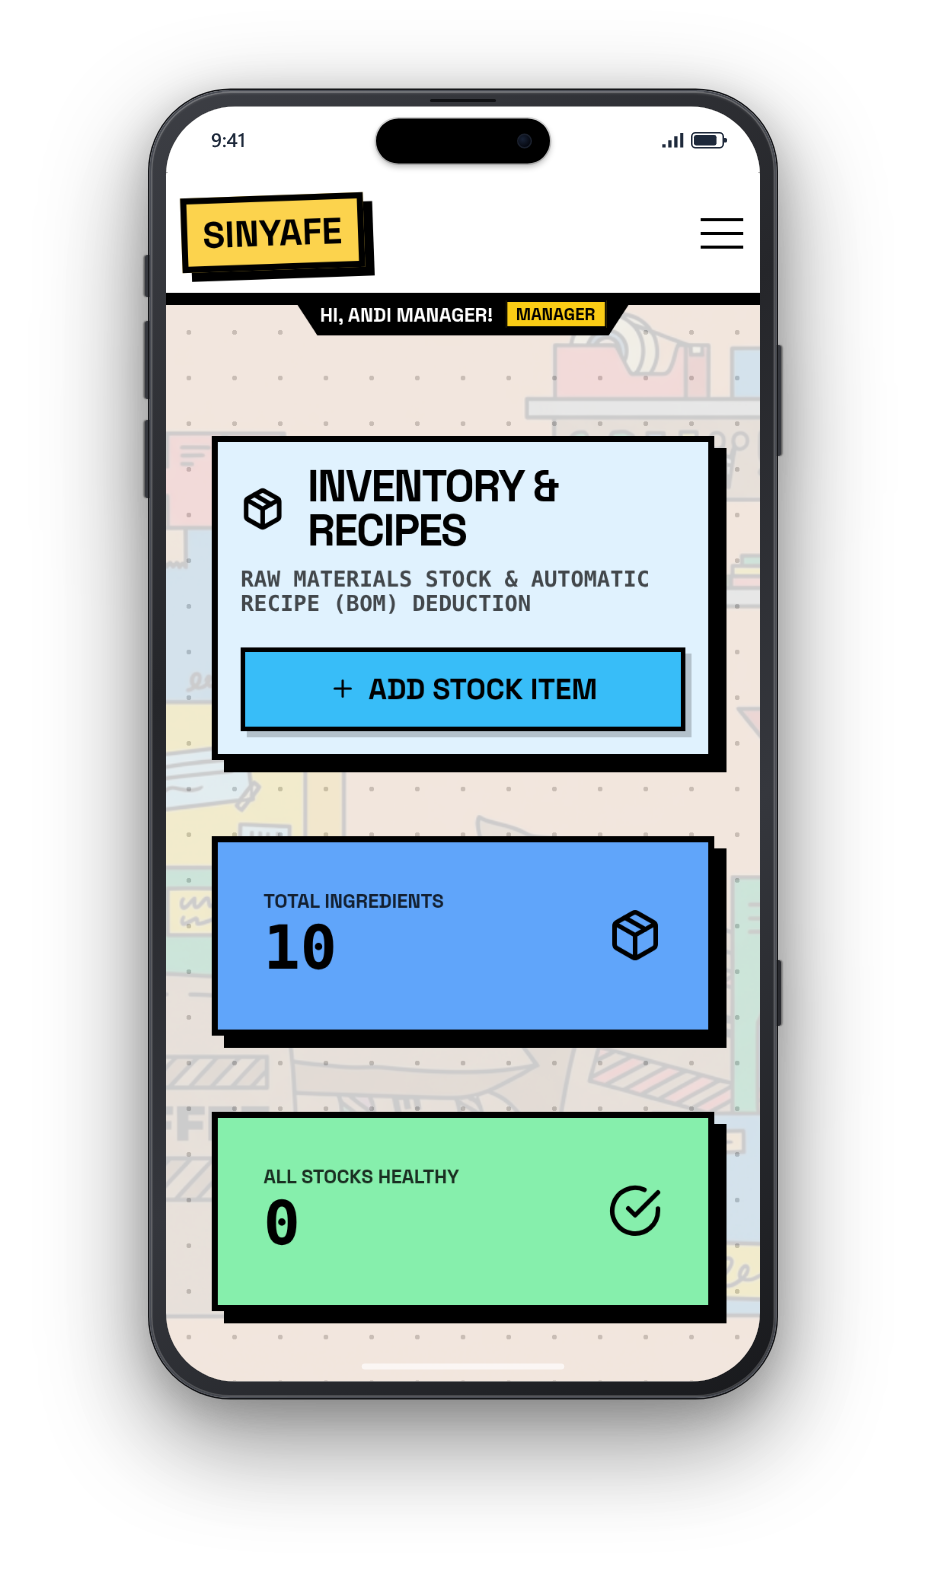 9:41
SINYAFE
HI, ANDI MANAGER! MANAGER
INVENTORY &
RECIPES
RAW MATERIALS STOCK & AUTOMATIC
RECIPE (BOM) DEDUCTION
+ ADD STOCK ITEM
TOTAL INGREDIENTS
10
ALL STOCKS HEALTHY
0